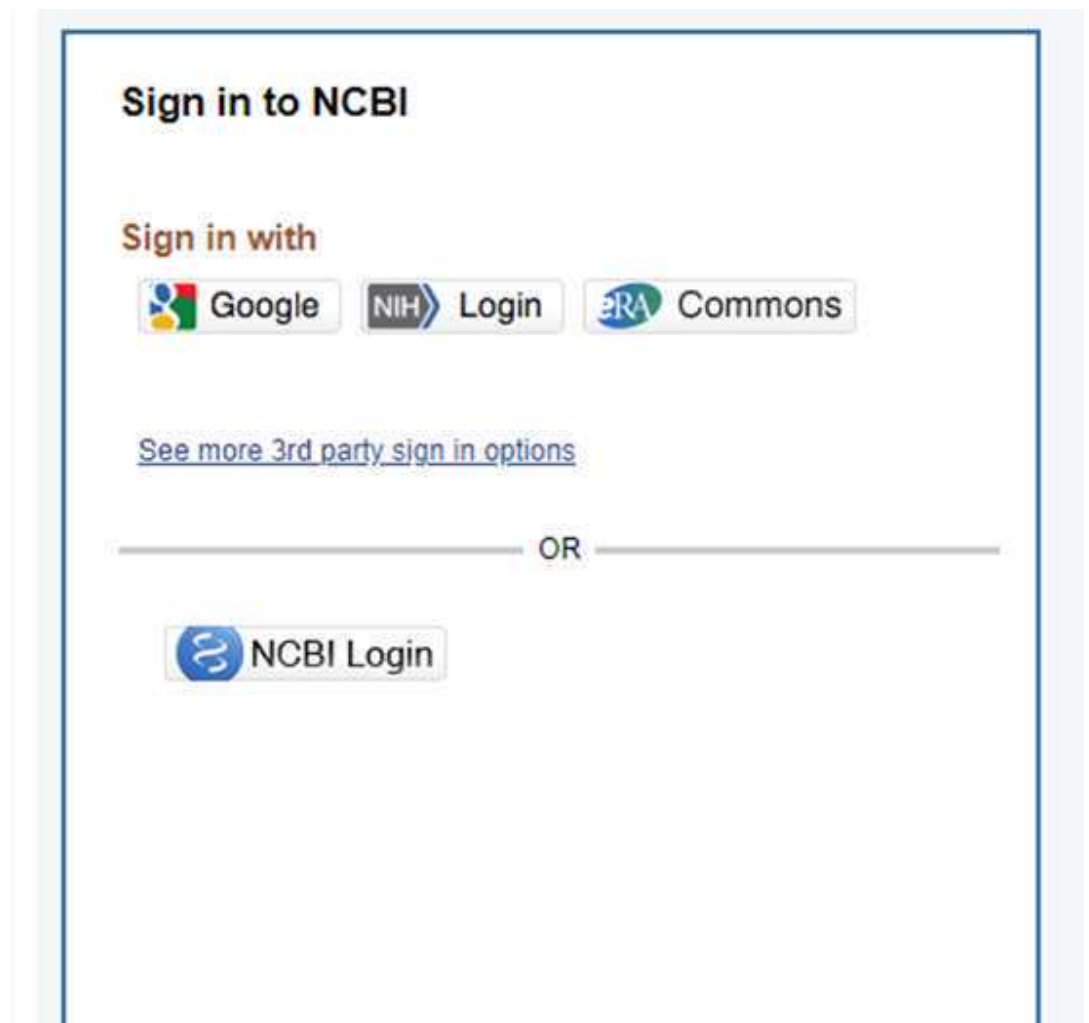 Sign in to NCBI
Sign in with
Google NIH Login eRA Commons
See more 3rd party sign in options
OR
NCBI Login